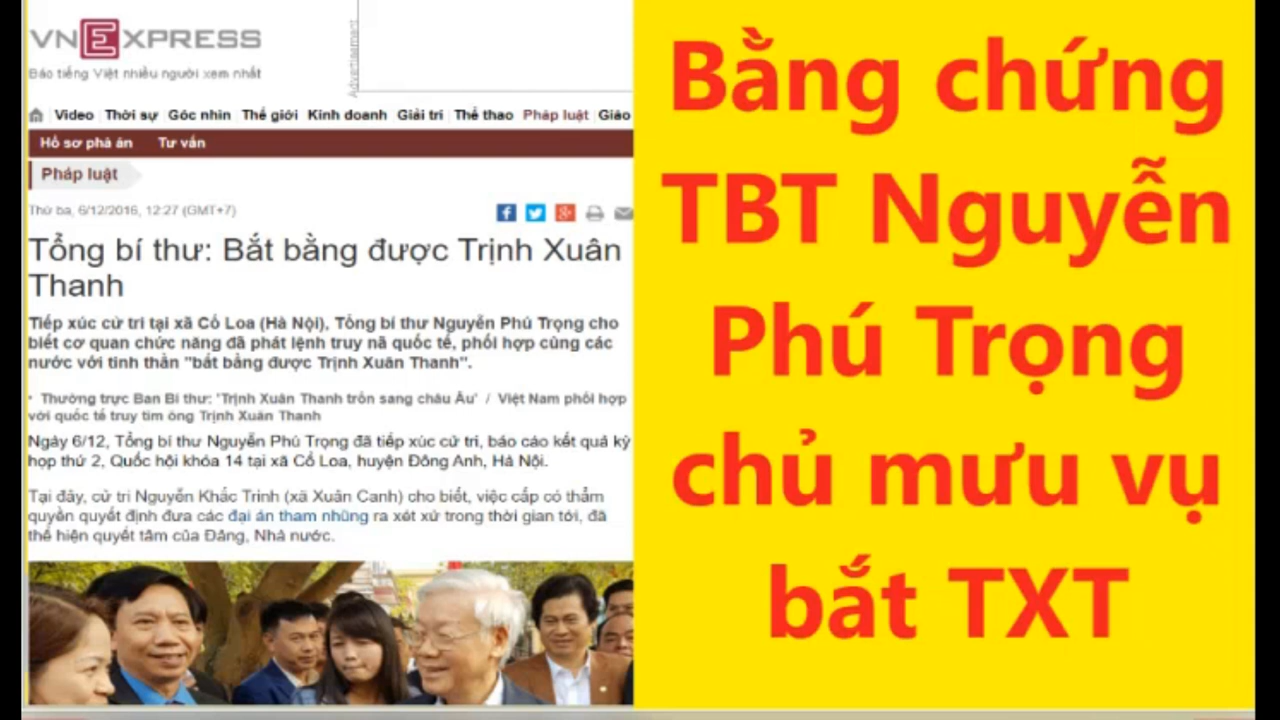 VNEXPRESS
Báo tiếng Việt nhiều người xem nhất
Advertisement
Video Thời sự Góc nhìn Thế giới Kinh doanh Giải trí Thể thao Pháp luật Giáo
Hồ sơ phá án Tư vấn
Pháp luật
Thứ ba, 6/12/2016, 12:27 (GMT+7)
Tổng bí thư: Bắt bằng được Trịnh Xuân
Thanh
Tiếp xúc cử tri tại xã Cổ Loa (Hà Nội), Tổng bí thư Nguyễn Phú Trọng cho
biết cơ quan chức năng đã phát lệnh truy nã quốc tế, phối hợp cùng các
nước với tinh thần "bắt bằng được Trịnh Xuân Thanh".
• Thường trực Ban Bí thư: 'Trịnh Xuân Thanh trốn sang châu Âu' / Việt Nam phối hợp
với quốc tế truy tìm ông Trịnh Xuân Thanh
Ngày 6/12, Tổng bí thư Nguyễn Phú Trọng đã tiếp xúc cử tri, báo cáo kết quả kỳ
họp thứ 2, Quốc hội khóa 14 tại xã Cổ Loa, huyện Đông Anh, Hà Nội.
Tại đây, cử tri Nguyễn Khắc Trinh (xã Xuân Canh) cho biết, việc cấp có thẩm
quyền quyết định đưa các đại án tham nhũng ra xét xử trong thời gian tới, đã
thể hiện quyết tâm của Đảng, Nhà nước.
Bằng chứng
TBT Nguyễn
Phú Trọng
chủ mưu vụ
bắt TXT